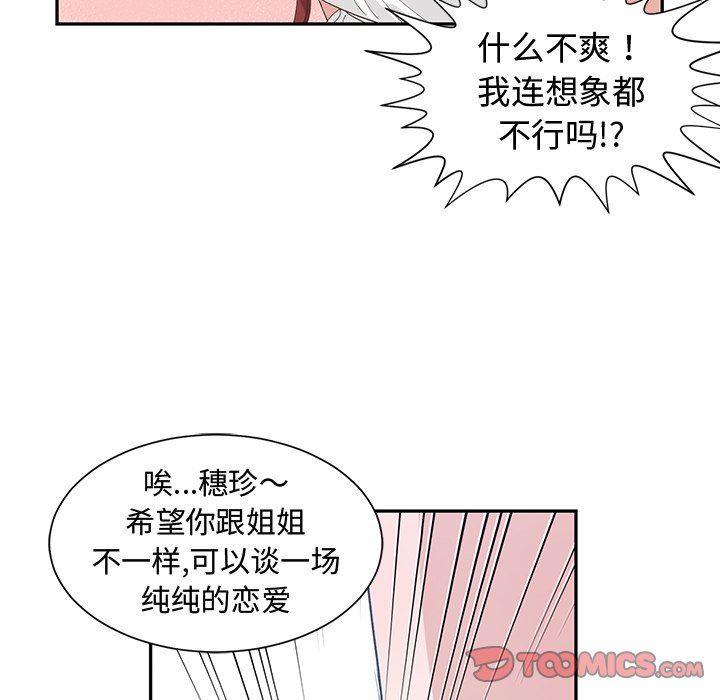 什么不爽！
我连想象都
不行吗!?
唉...穗珍～
希望你跟姐姐
不一样,可以谈一场
纯纯的恋爱
TOOMICS.COM